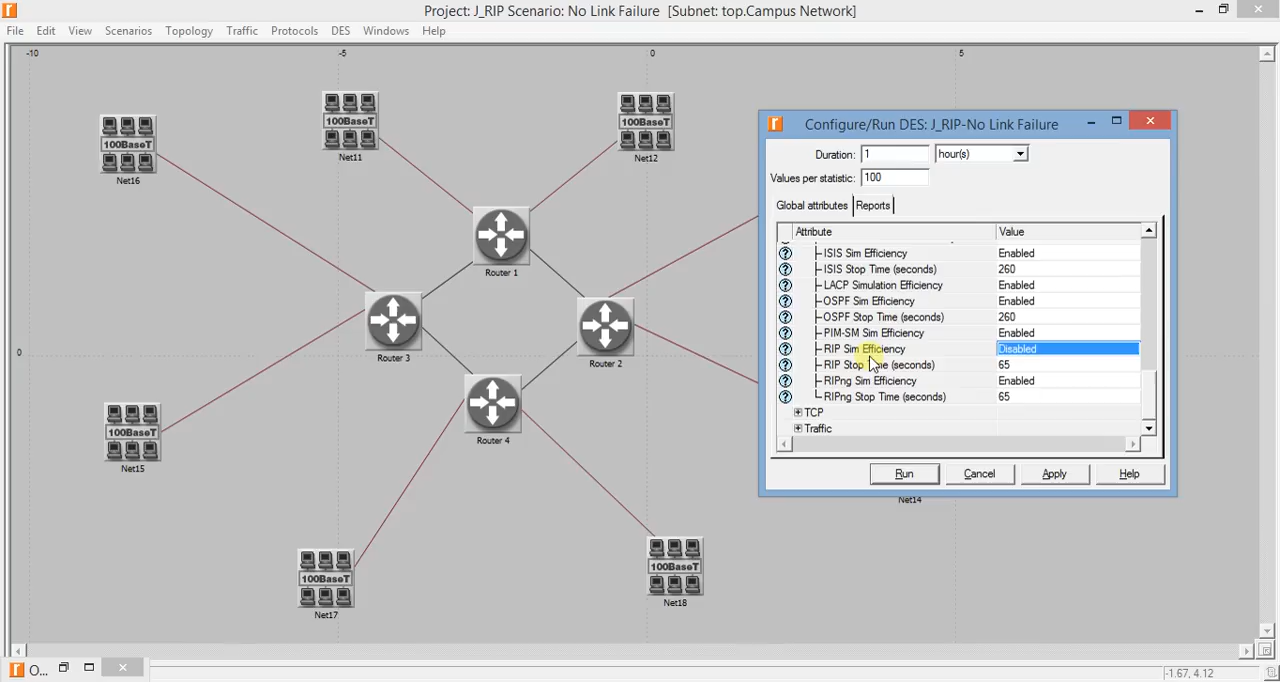 Project: J_RIP Scenario: No Link Failure [Subnet: top.Campus Network]
File Edit View Scenarios Topology Traffic Protocols DES Windows Help
-10 -5 0 5
0
100BaseT
Net16
100BaseT
Net11
100BaseT
Net12
Router 1
Router 3
Router 2
Router 4
100BaseT
Net15
100BaseT
Net17
100BaseT
Net18
Net14
Configure/Run DES: J_RIP-No Link Failure
Duration: 1 hour(s)
Values per statistic: 100
Global attributes Reports
Attribute Value
ISIS Sim Efficiency Enabled
ISIS Stop Time (seconds) 260
LACP Simulation Efficiency Enabled
OSPF Sim Efficiency Enabled
OSPF Stop Time (seconds) 260
PIM-SM Sim Efficiency Enabled
RIP Sim Efficiency Disabled
RIP Stop Time (seconds) 65
RIPng Sim Efficiency Enabled
RIPng Stop Time (seconds) 65
TCP
Traffic
Run Cancel Apply Help
O...
-1.67, 4.12